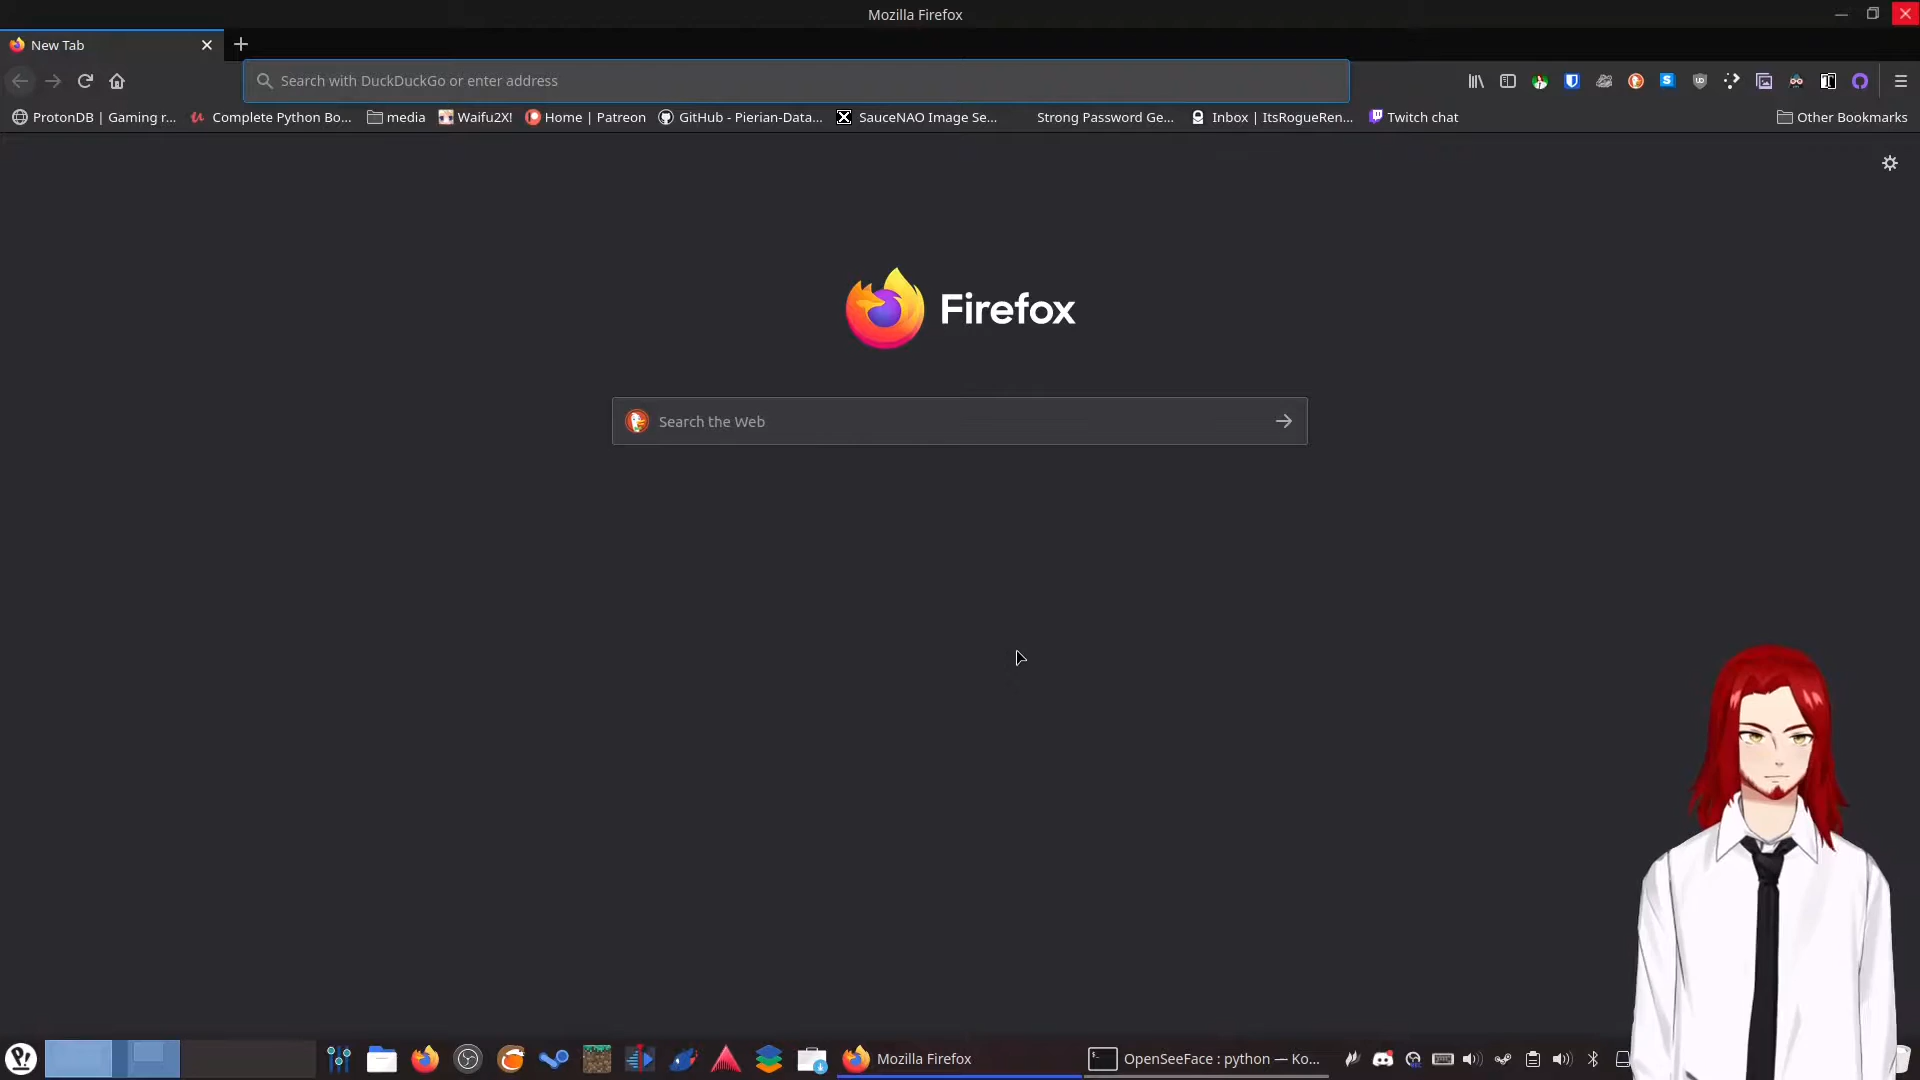 Mozilla Firefox
New Tab
Search with DuckDuckGo or enter address
ProtonDB | Gaming r... Complete Python Bo... media Waifu2X! Home | Patreon GitHub - Pierian-Data... SauceNAO Image Se... Strong Password Ge... Inbox | ItsRogueRen... Twitch chat Other Bookmarks
Firefox
Search the Web
Mozilla Firefox OpenSeeFace : python — Ko...